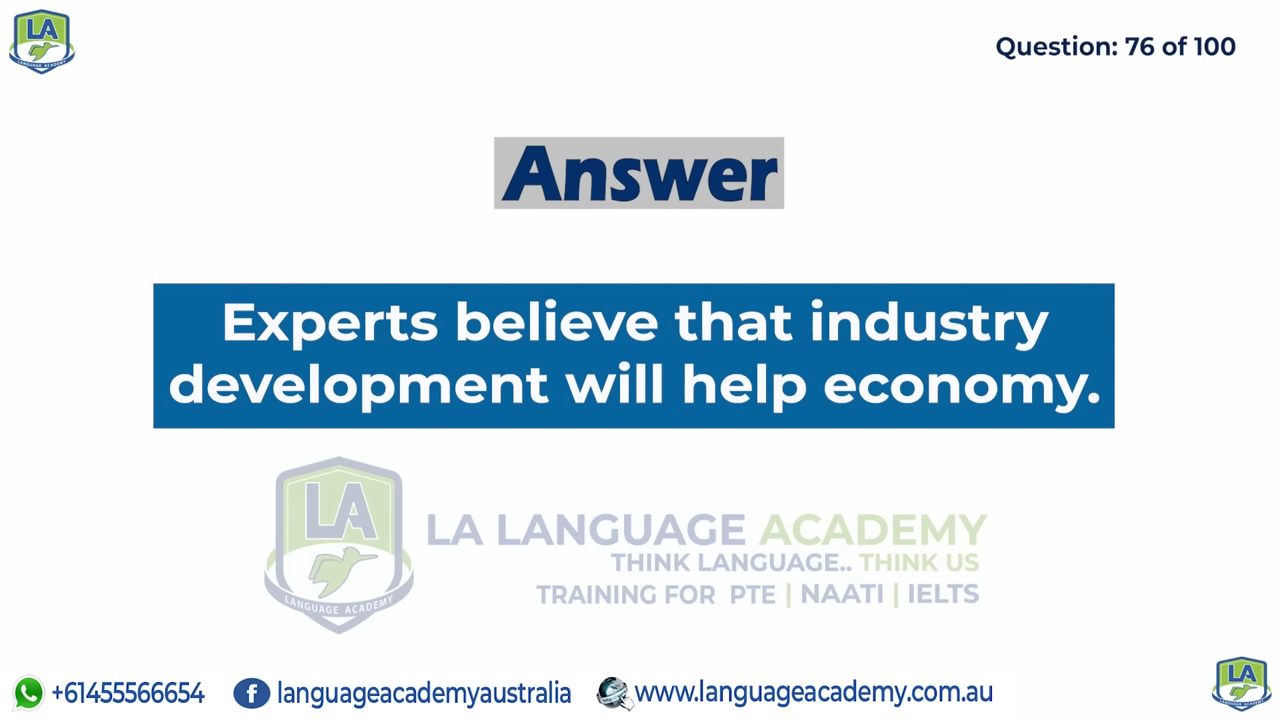 LA
LANGUAGE ACADEMY
Question: 76 of 100
Answer
Experts believe that industry
development will help economy.
LA
LANGUAGE ACADEMY
LA LANGUAGE ACADEMY
THINK LANGUAGE.. THINK US
TRAINING FOR PTE | NAATI | IELTS
+61455566654
languageacademyaustralia
www.languageacademy.com.au
LA
LANGUAGE ACADEMY